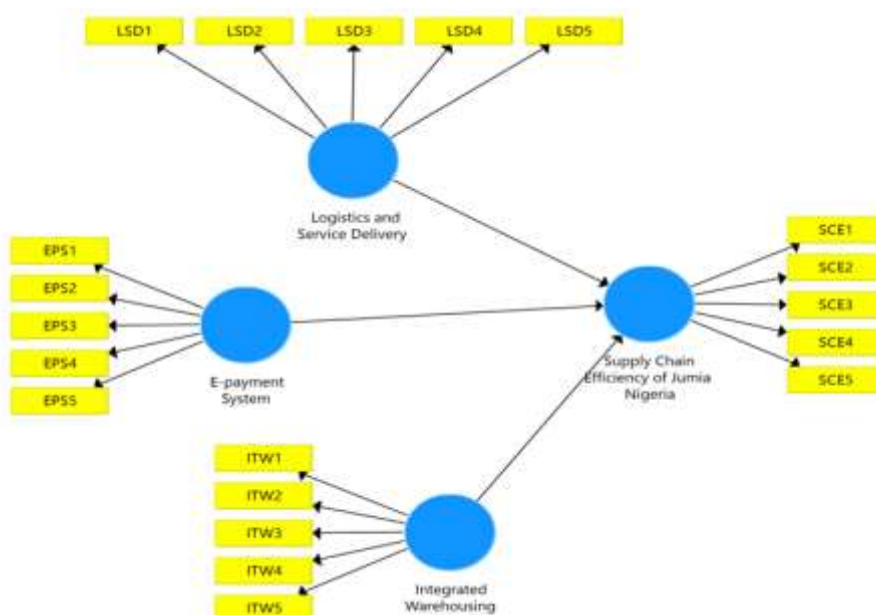 LSD1 LSD2 LSD3 LSD4 LSD5
Logistics and
Service Delivery
EPS1
EPS2
EPS3
EPS4
EPS5
E-payment
System
SCE1
SCE2
SCE3
SCE4
SCE5
Supply Chain
Efficiency of Jumia
Nigeria
ITW1
ITW2
ITW3
ITW4
ITW5
Integrated
Warehousing